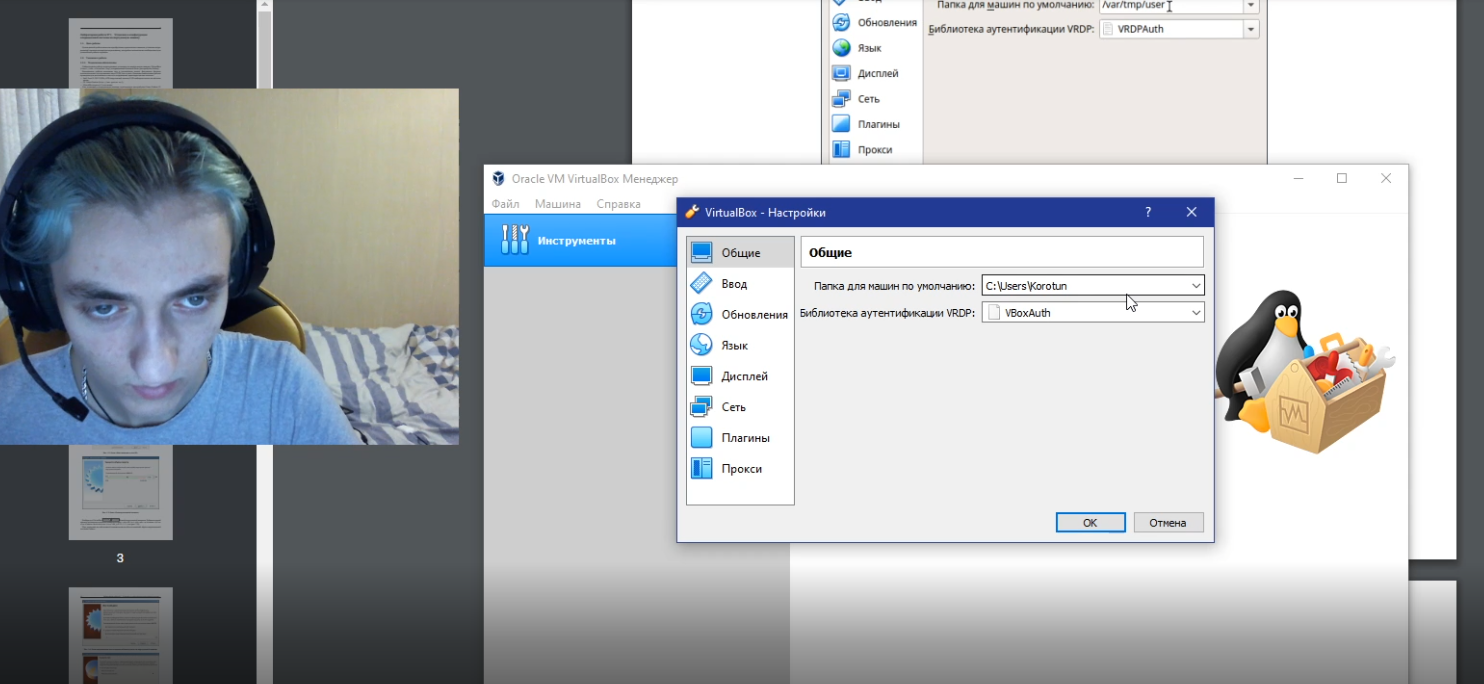 Папка для машин по умолчанию: /var/tmp/user
Обновления
Библиотека аутентификации VRDP: VRDPAuth
Язык
Дисплей
Сеть
Плагины
Прокси
Oracle VM VirtualBox Менеджер
Файл Машина Справка
Инструменты
VirtualBox - Настройки
?
Общие
Ввод
Обновления
Язык
Дисплей
Сеть
Плагины
Прокси
Общие
Папка для машин по умолчанию: C:\Users\Korotun
Библиотека аутентификации VRDP: VBoxAuth
OK Отмена
3